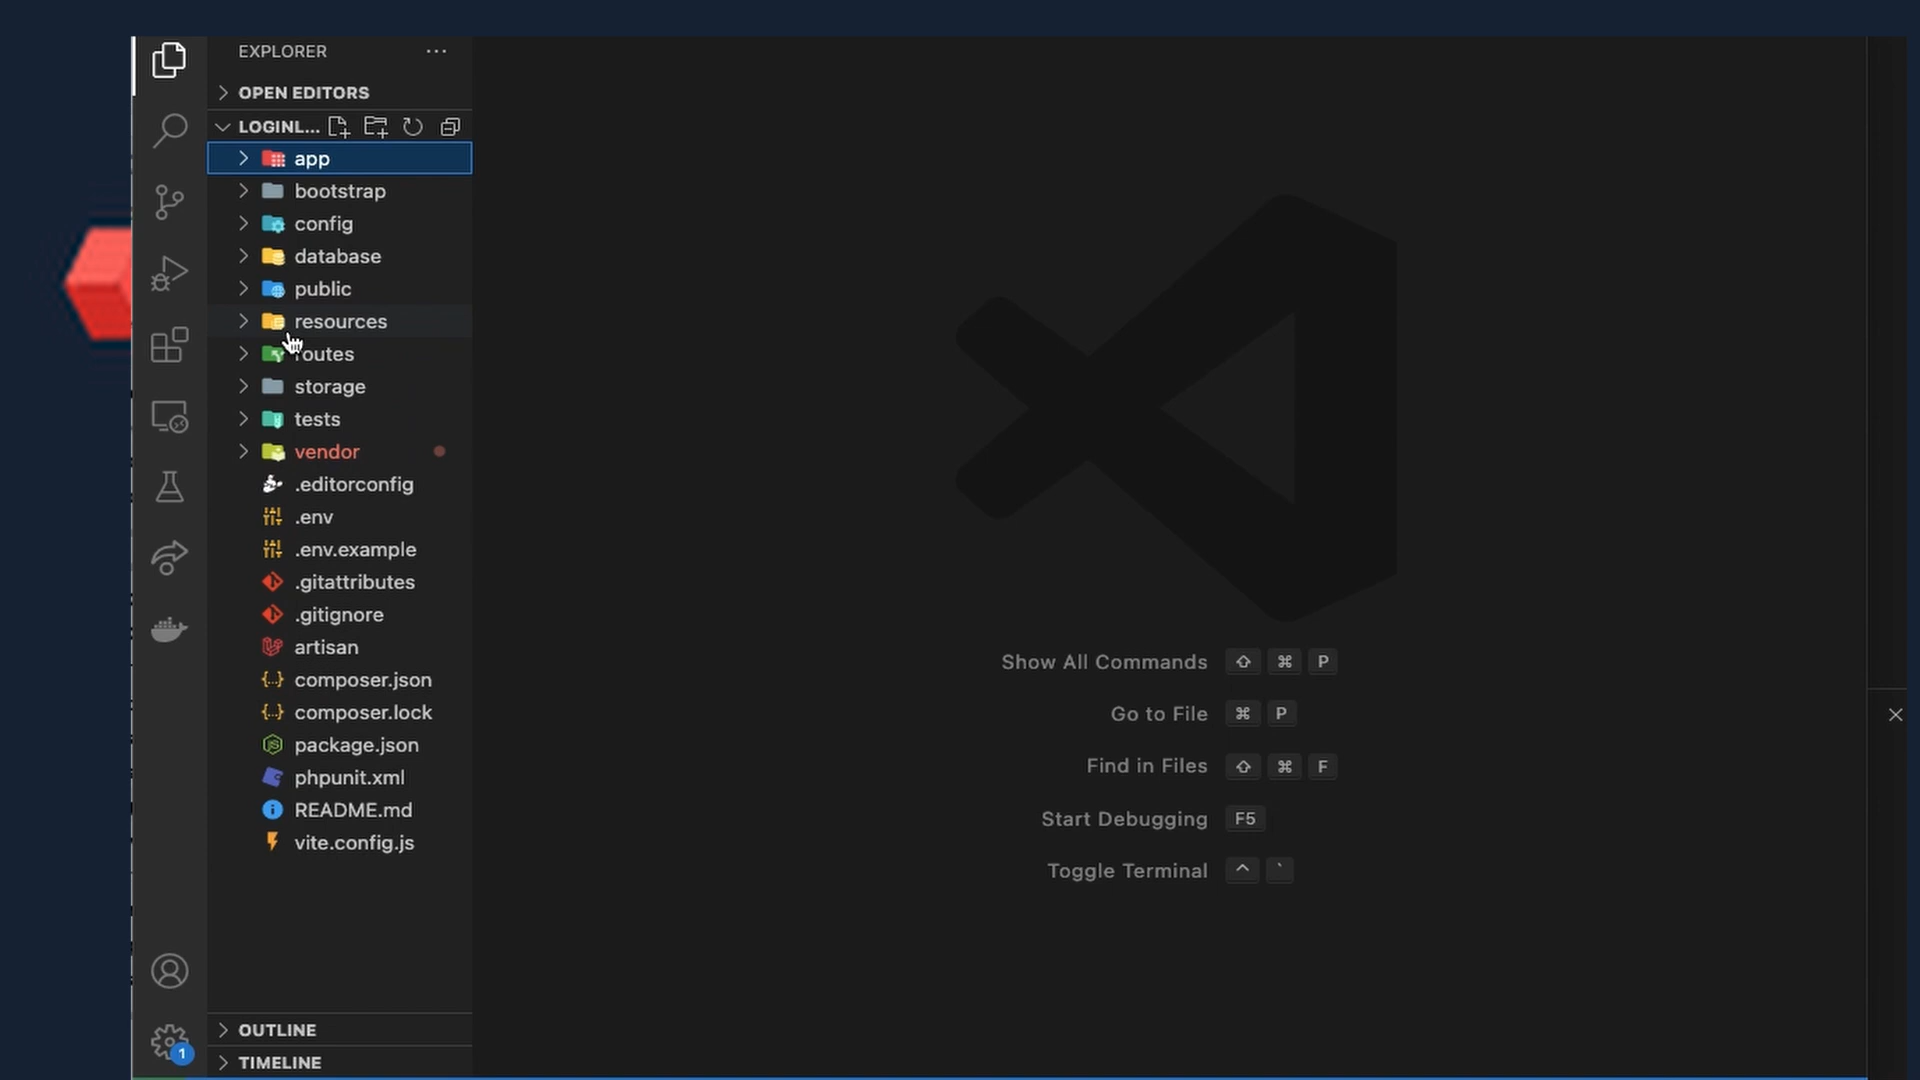 EXPLORER
OPEN EDITORS
LOGINL...
app
bootstrap
config
database
public
resources
routes
storage
tests
vendor
.editorconfig
.env
.env.example
.gitattributes
.gitignore
artisan
composer.json
composer.lock
package.json
phpunit.xml
README.md
vite.config.js
OUTLINE
TIMELINE
1
Show All Commands ⇧ ⌘ P
Go to File ⌘ P
Find in Files ⇧ ⌘ F
Start Debugging F5
Toggle Terminal ^ `